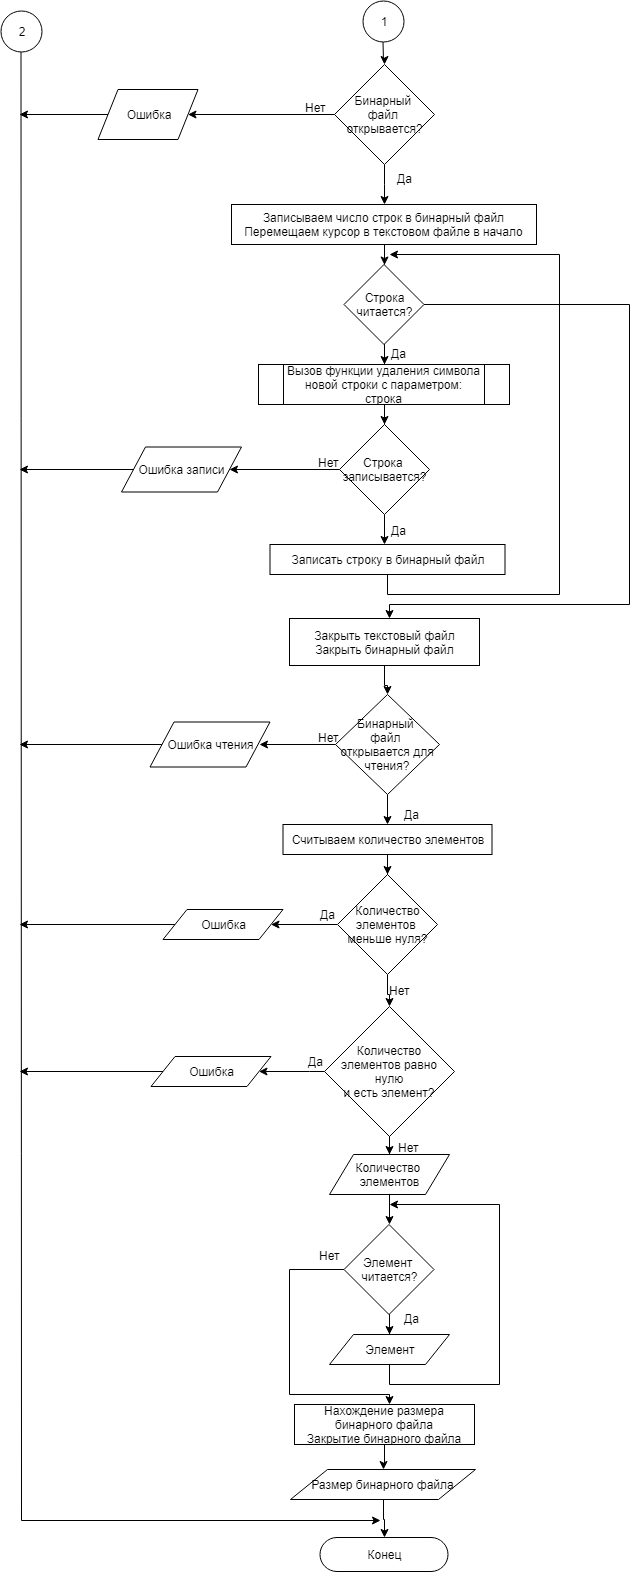 2
1
Бинарный
файл
открывается?
Нет
Ошибка
Да
Записываем число строк в бинарный файл
Перемещаем курсор в текстовом файле в начало
Строка
читается?
Да
Вызов функции удаления символа
новой строки с параметром:
строка
Строка
записывается?
Нет
Ошибка записи
Да
Записать строку в бинарный файл
Закрыть текстовый файл
Закрыть бинарный файл
Бинарный
файл
открывается для
чтения?
Нет
Ошибка чтения
Да
Считываем количество элементов
Количество
элементов
меньше нуля?
Да
Ошибка
Нет
Количество
элементов равно
нулю
и есть элемент?
Да
Ошибка
Нет
Количество
элементов
Элемент
читается?
Нет
Да
Элемент
Нахождение размера
бинарного файла
Закрытие бинарного файла
Размер бинарного файла
Конец